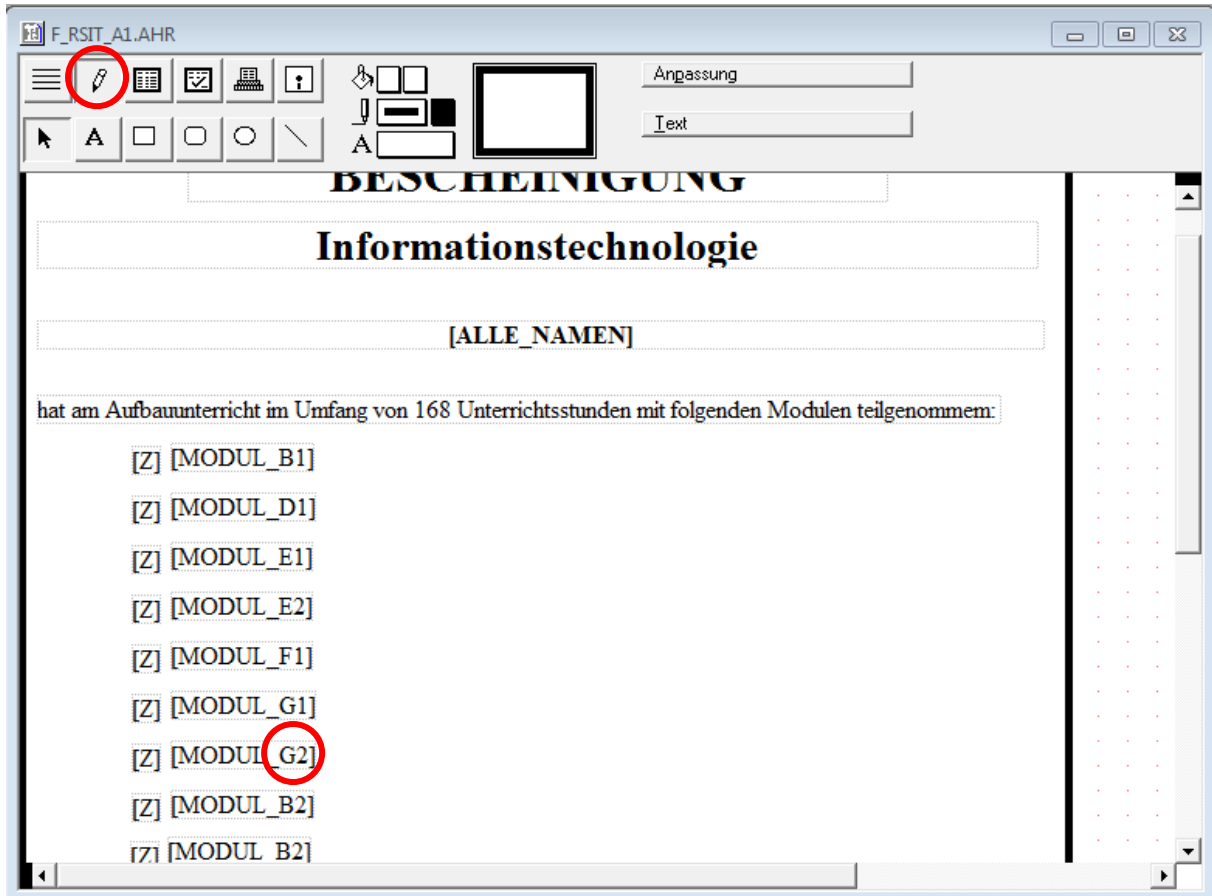 F_RSIT_A1.AHR
Anpassung
A
Text
A
BESCHEINIGUNG
Informationstechnologie
[ALLE_NAMEN]
hat am Aufbauunterricht im Umfang von 168 Unterrichtsstunden mit folgenden Modulen teilgenommem:
[Z] [MODUL_B1]
[Z] [MODUL_D1]
[Z] [MODUL_E1]
[Z] [MODUL_E2]
[Z] [MODUL_F1]
[Z] [MODUL_G1]
[Z] [MODUL_G2]
[Z] [MODUL_B2]
[Z] [MODUL_B2]